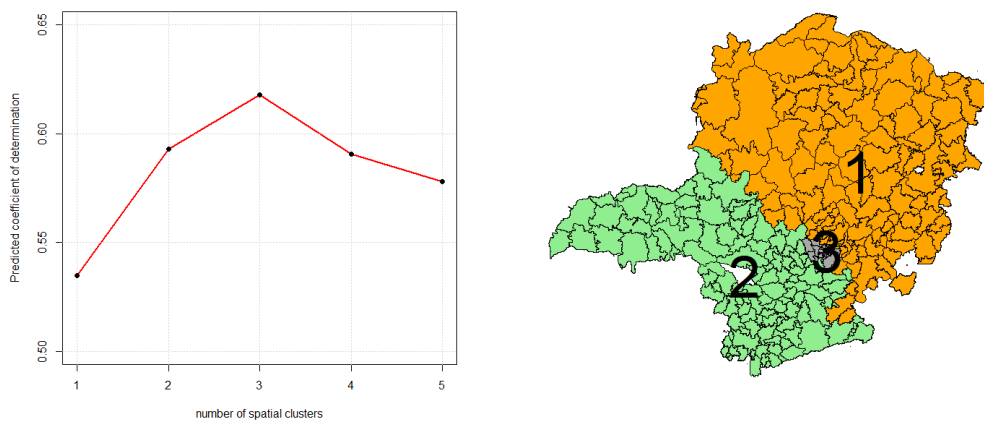 0.65
0.60
0.55
0.50
Predicted coefficient of determination
1 2 3 4 5
number of spatial clusters
1
2
3